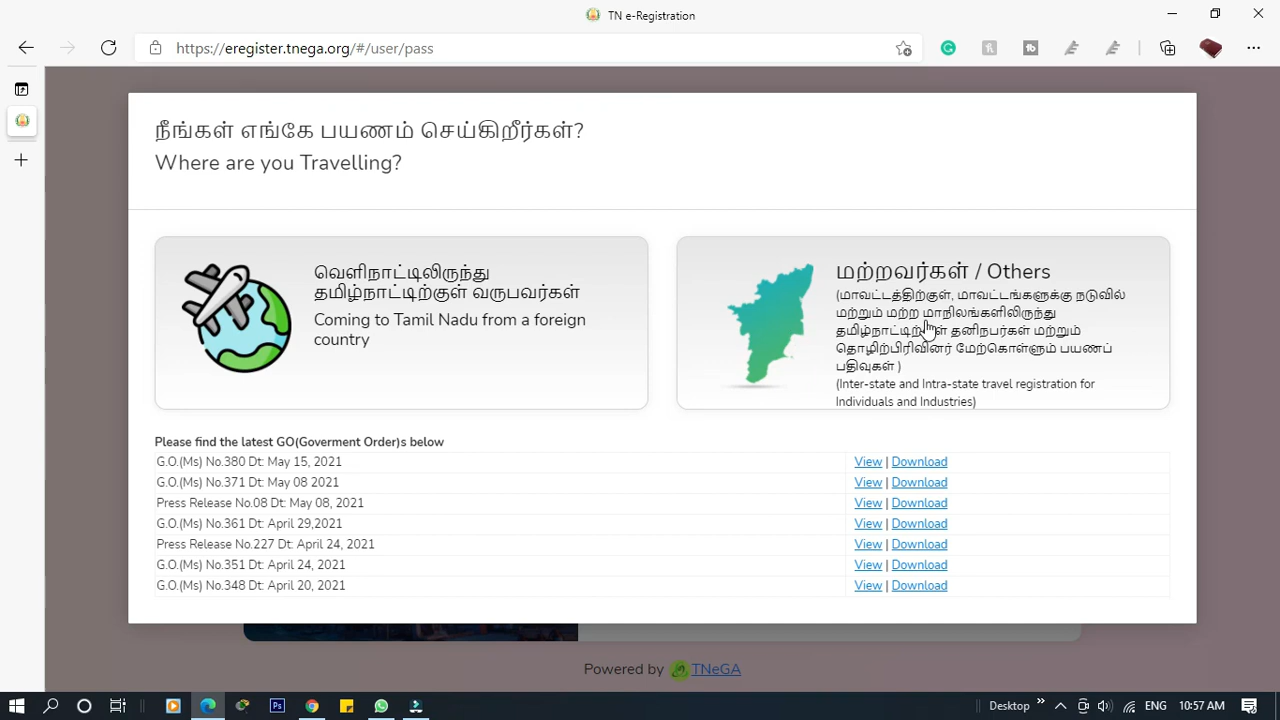 TN e-Registration
https://eregister.tnega.org/#/user/pass
நீங்கள் எங்கே பயணம் செய்கிறீர்கள்?
Where are you Travelling?
வெளிநாட்டிலிருந்து
தமிழ்நாட்டிற்குள் வருபவர்கள்
Coming to Tamil Nadu from a foreign
country
மற்றவர்கள் / Others
(மாவட்டத்திற்குள், மாவட்டங்களுக்கு நடுவில்
மற்றும் மற்ற மாநிலங்களிலிருந்து
தமிழ்நாட்டிற்குள் தனிநபர்கள் மற்றும்
தொழிற்பிரிவினர் மேற்கொள்ளும் பயணப்
பதிவுகள் )
(Inter-state and Intra-state travel registration for
Individuals and Industries)
Please find the latest GO(Goverment Order)s below
G.O.(Ms) No.380 Dt: May 15, 2021 View | Download
G.O.(Ms) No.371 Dt: May 08 2021 View | Download
Press Release No.08 Dt: May 08, 2021 View | Download
G.O.(Ms) No.361 Dt: April 29,2021 View | Download
Press Release No.227 Dt: April 24, 2021 View | Download
G.O.(Ms) No.351 Dt: April 24, 2021 View | Download
G.O.(Ms) No.348 Dt: April 20, 2021 View | Download
Powered by TNeGA
Desktop ENG 10:57 AM